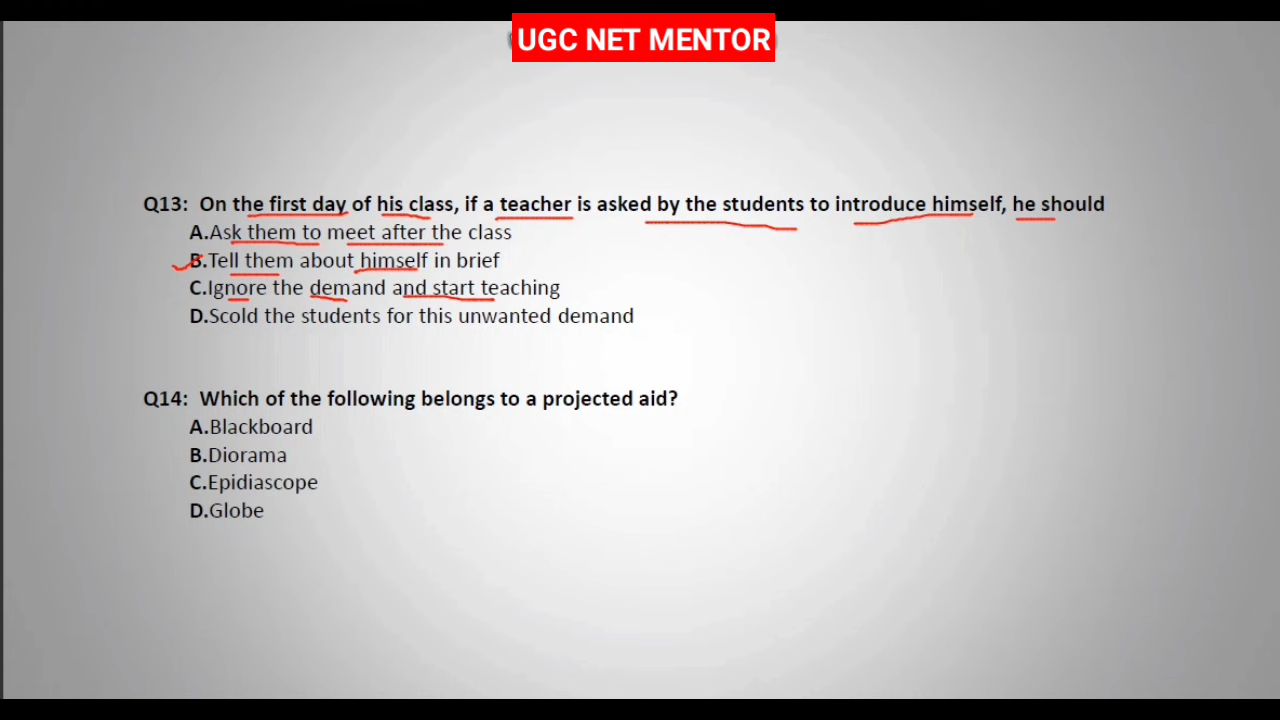 UGC NET MENTOR
Q13: On the first day of his class, if a teacher is asked by the students to introduce himself, he should
A.Ask them to meet after the class
B.Tell them about himself in brief
C.Ignore the demand and start teaching
D.Scold the students for this unwanted demand
Q14: Which of the following belongs to a projected aid?
A.Blackboard
B.Diorama
C.Epidiascope
D.Globe